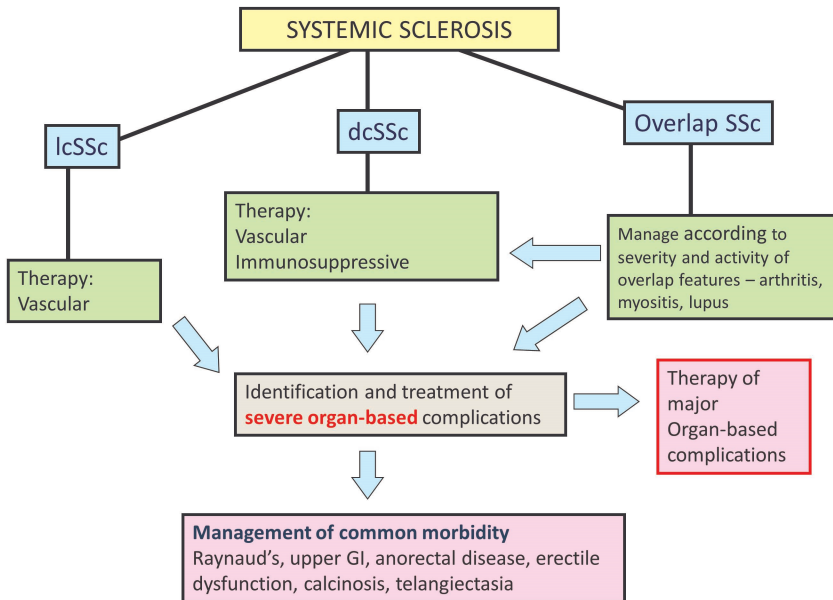 SYSTEMIC SCLEROSIS
lcSSc
dcSSc
Overlap SSc
Therapy:
Vascular
Therapy:
Vascular
Immunosuppressive
Manage according to
severity and activity of
overlap features – arthritis,
myositis, lupus
Identification and treatment of
severe organ-based complications
Therapy of
major
Organ-based
complications
Management of common morbidity
Raynaud’s, upper GI, anorectal disease, erectile
dysfunction, calcinosis, telangiectasia